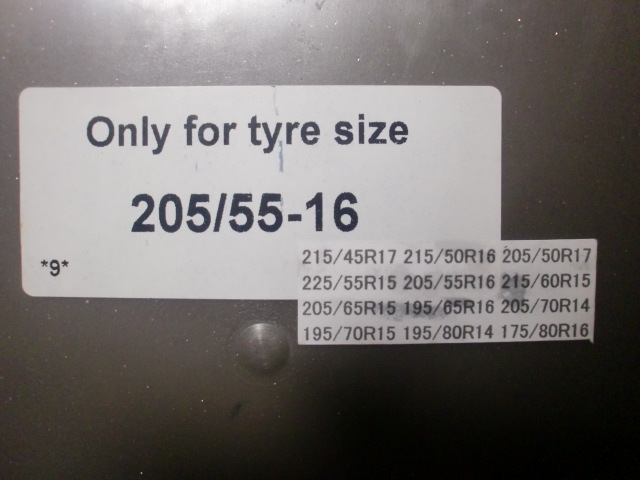 Only for tyre size
205/55-16
*9*
215/45R17 215/50R16 205/50R17
225/55R15 205/55R16 215/60R15
205/65R15 195/65R16 205/70R14
195/70R15 195/80R14 175/80R16